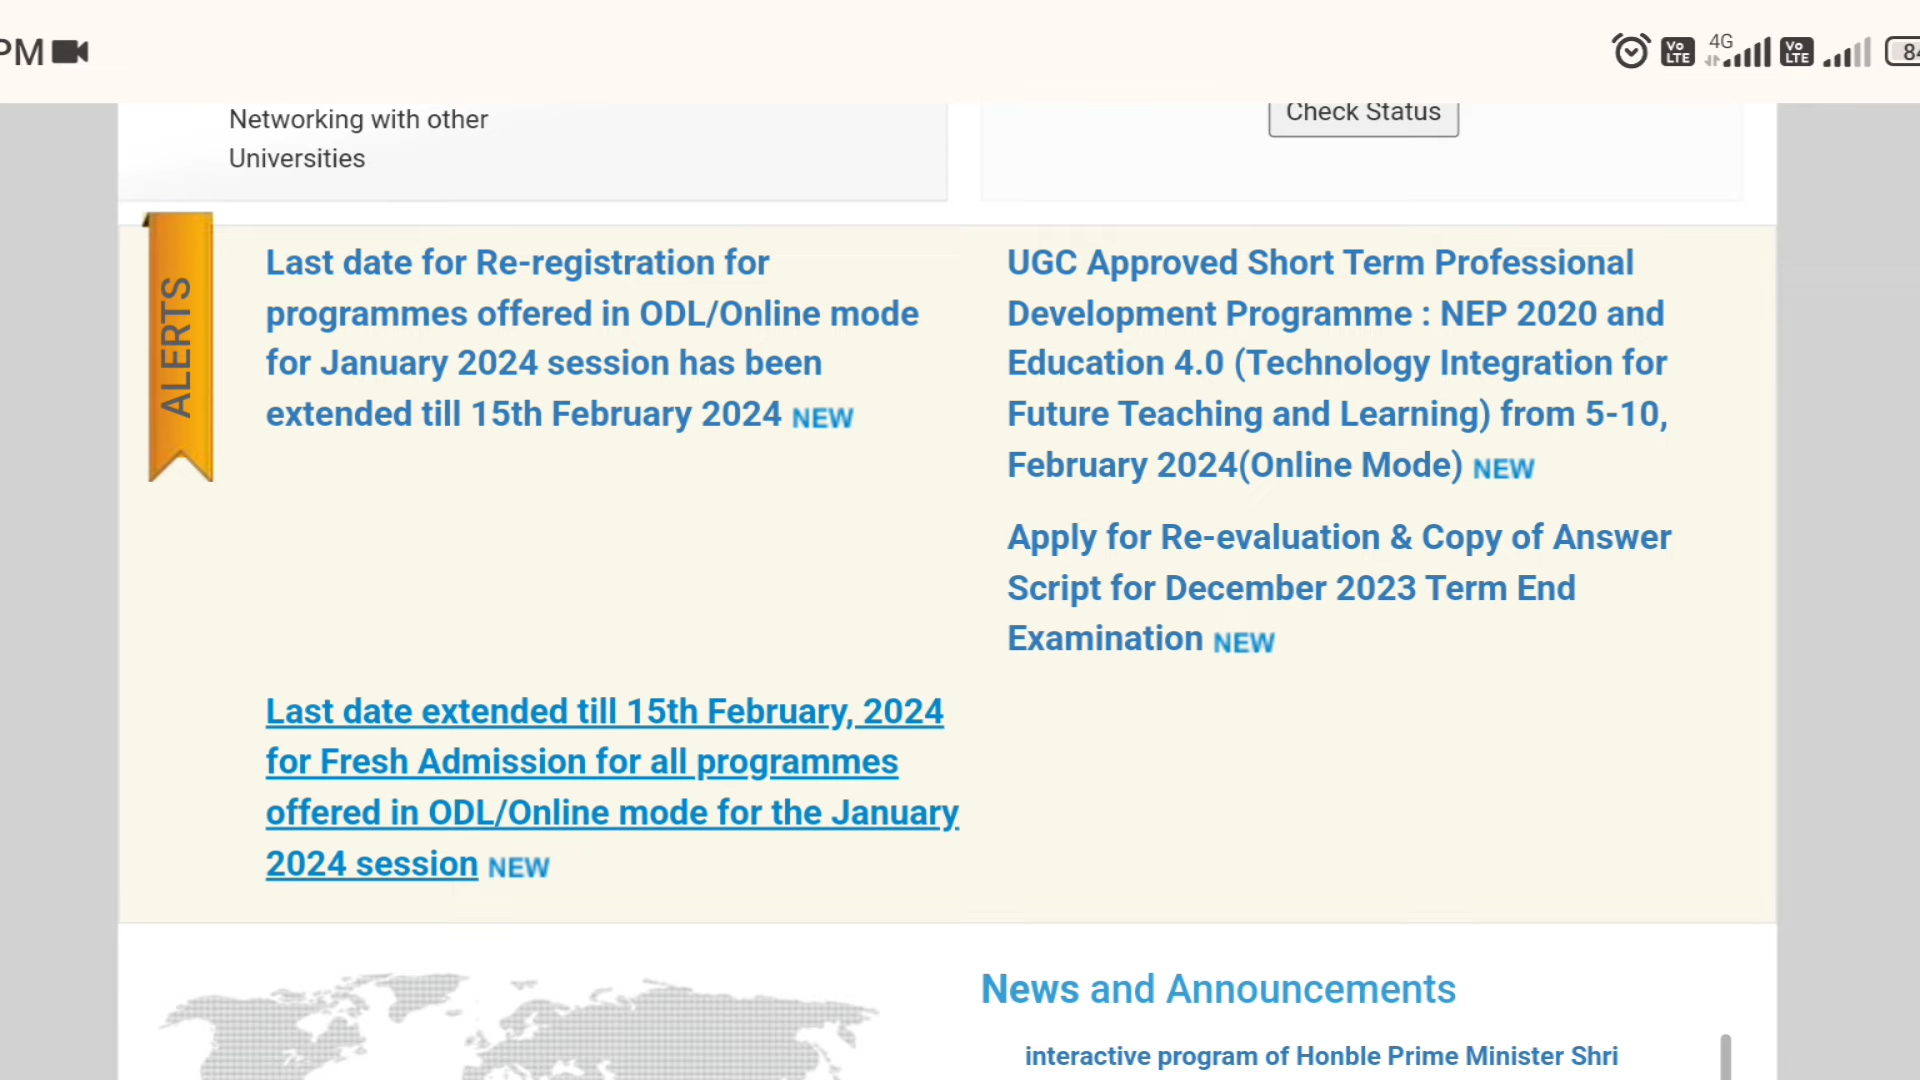 PM
4G
Vo
LTE
Vo
LTE
Networking with other
Universities
Check Status
ALERTS
Last date for Re-registration for
programmes offered in ODL/Online mode
for January 2024 session has been
extended till 15th February 2024 NEW
Last date extended till 15th February, 2024
for Fresh Admission for all programmes
offered in ODL/Online mode for the January
2024 session NEW
UGC Approved Short Term Professional
Development Programme : NEP 2020 and
Education 4.0 (Technology Integration for
Future Teaching and Learning) from 5-10,
February 2024(Online Mode) NEW
Apply for Re-evaluation & Copy of Answer
Script for December 2023 Term End
Examination NEW
News and Announcements
interactive program of Honble Prime Minister Shri